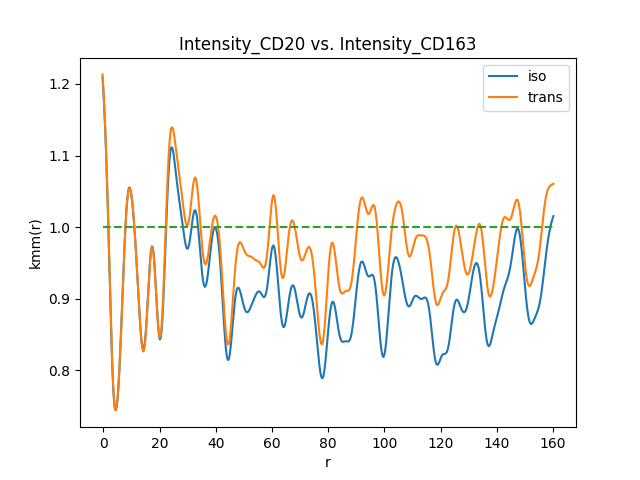 Intensity_CD20 vs. Intensity_CD163
iso
trans
kmm(r)
1.2
1.1
1.0
0.9
0.8
0 20 40 60 80 100 120 140 160
r